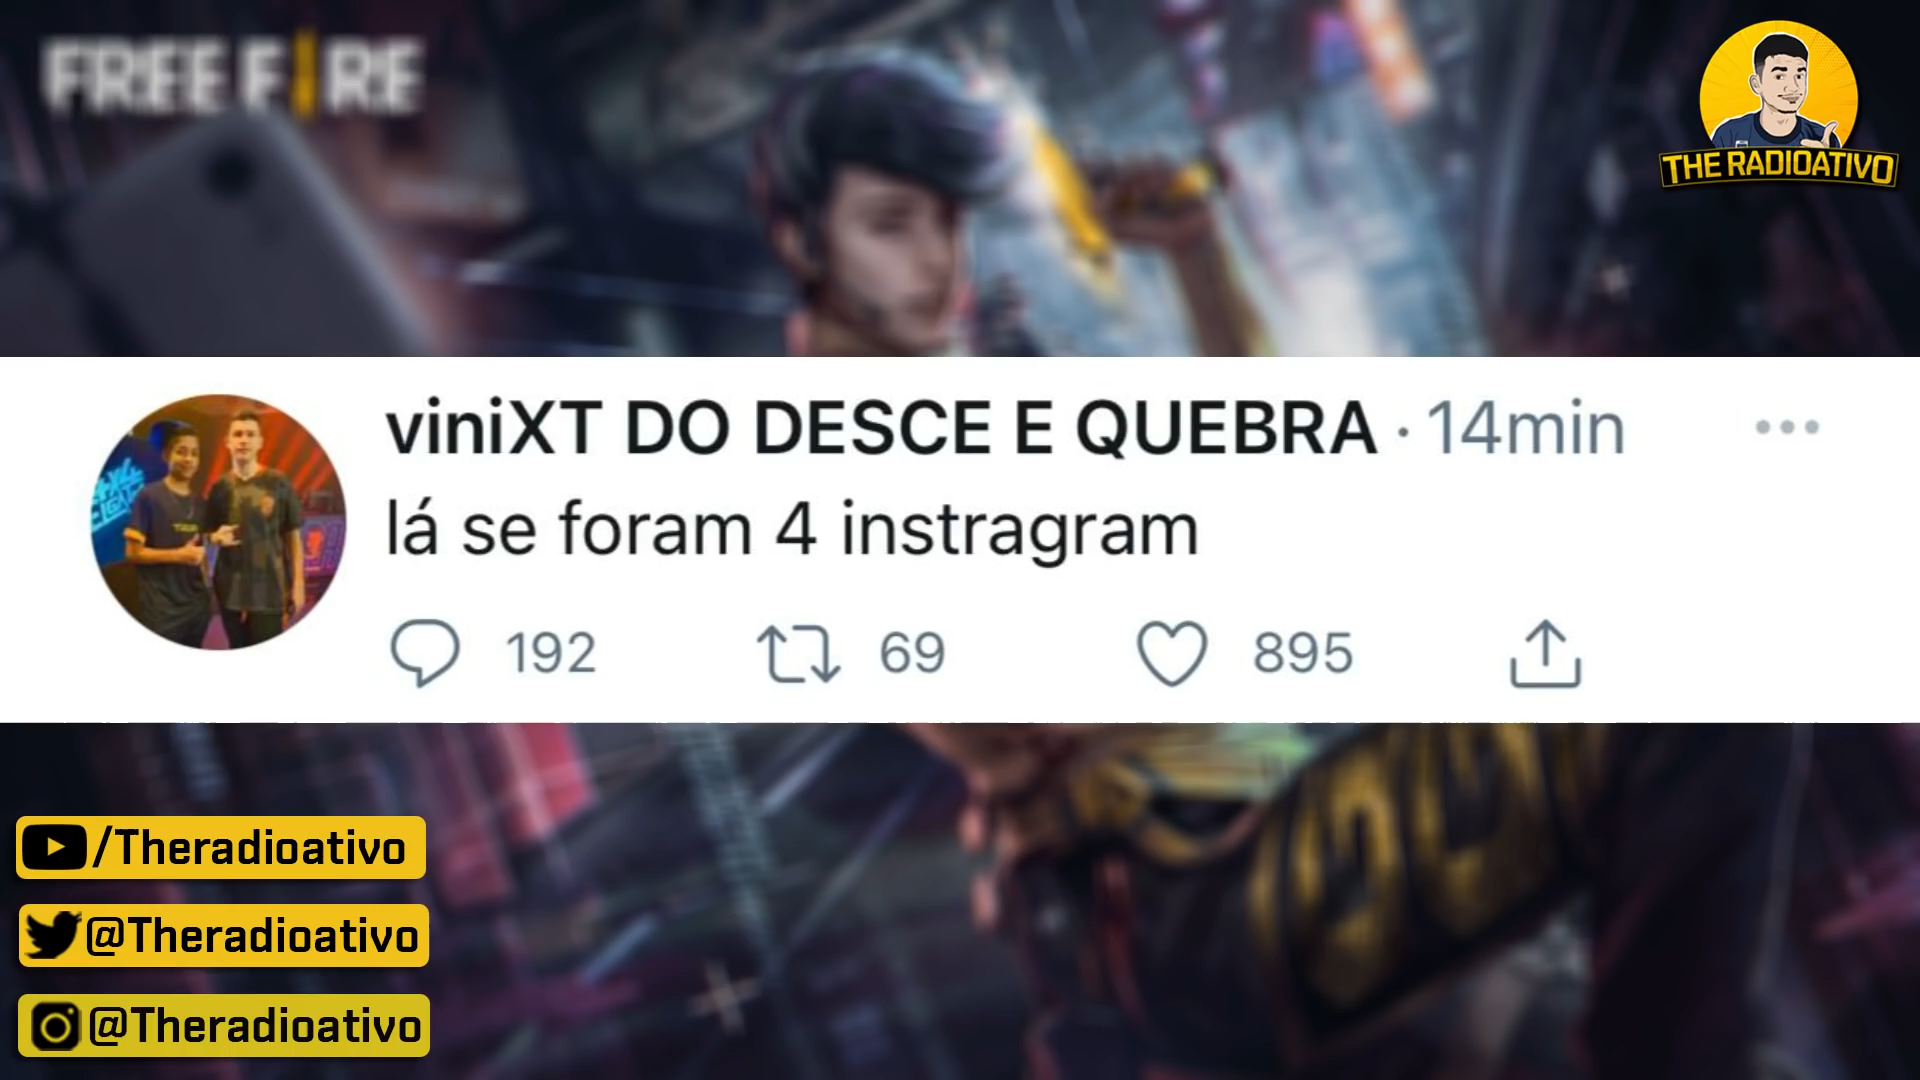 FREE FIRE
THE RADIOATIVO
viniXT DO DESCE E QUEBRA · 14min
lá se foram 4 instragram
192 69 895
/Theradioativo
@Theradioativo
@Theradioativo